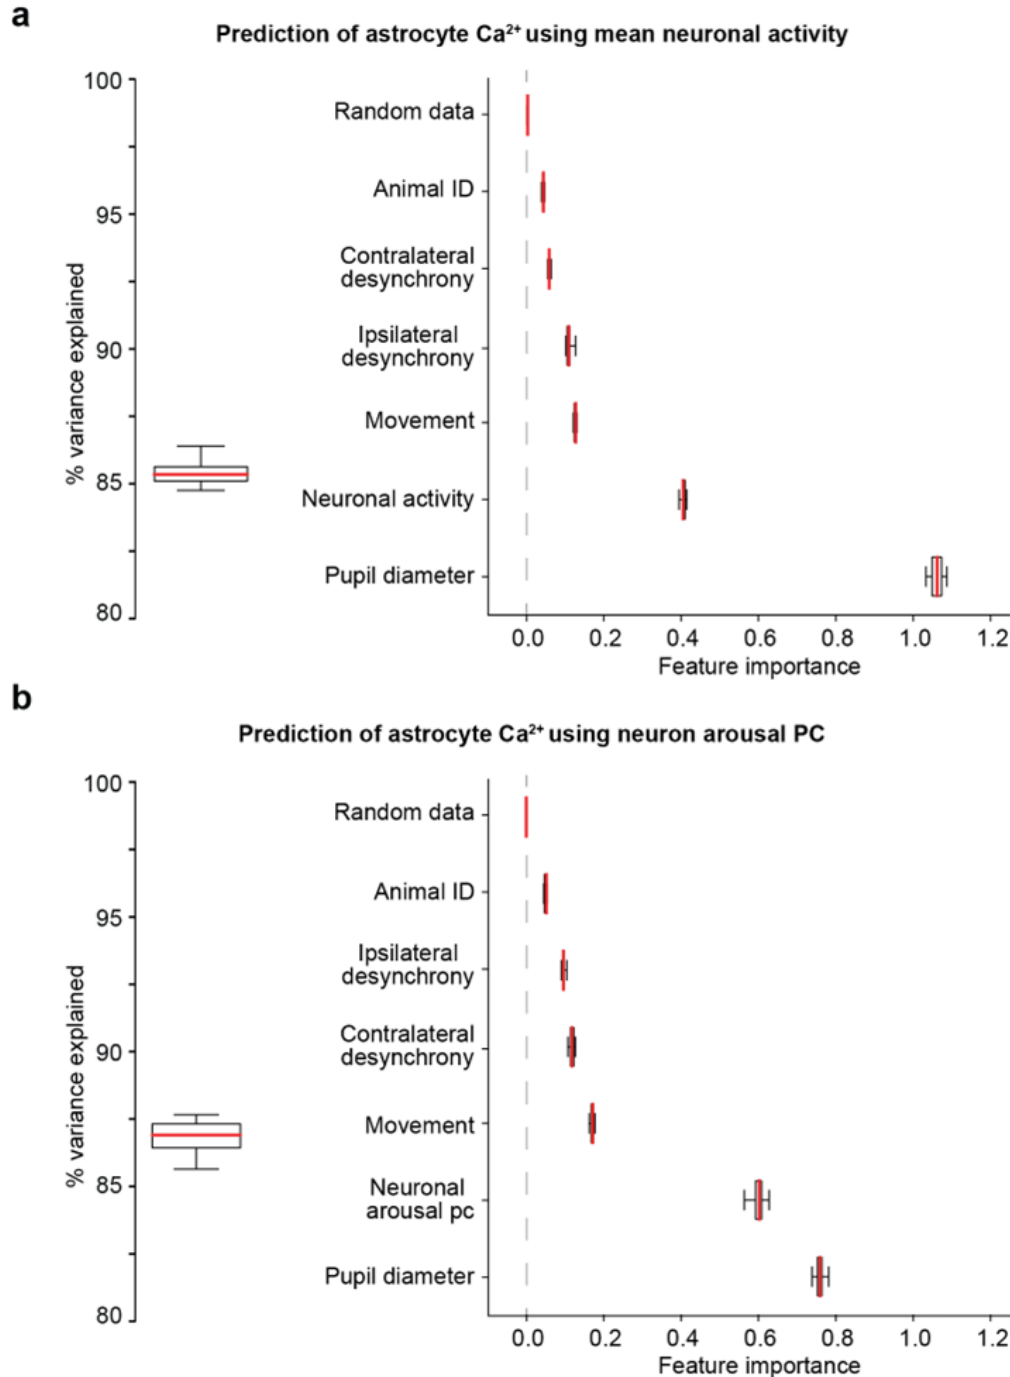 a
Prediction of astrocyte Ca²⁺ using mean neuronal activity
100
95
90
85
80
% variance explained
Random data
Animal ID
Contralateral
desynchrony
Ipsilateral
desynchrony
Movement
Neuronal activity
Pupil diameter
0.0 0.2 0.4 0.6 0.8 1.0 1.2
Feature importance
b
Prediction of astrocyte Ca²⁺ using neuron arousal PC
100
95
90
85
80
% variance explained
Random data
Animal ID
Ipsilateral
desynchrony
Contralateral
desynchrony
Movement
Neuronal
arousal pc
Pupil diameter
0.0 0.2 0.4 0.6 0.8 1.0 1.2
Feature importance